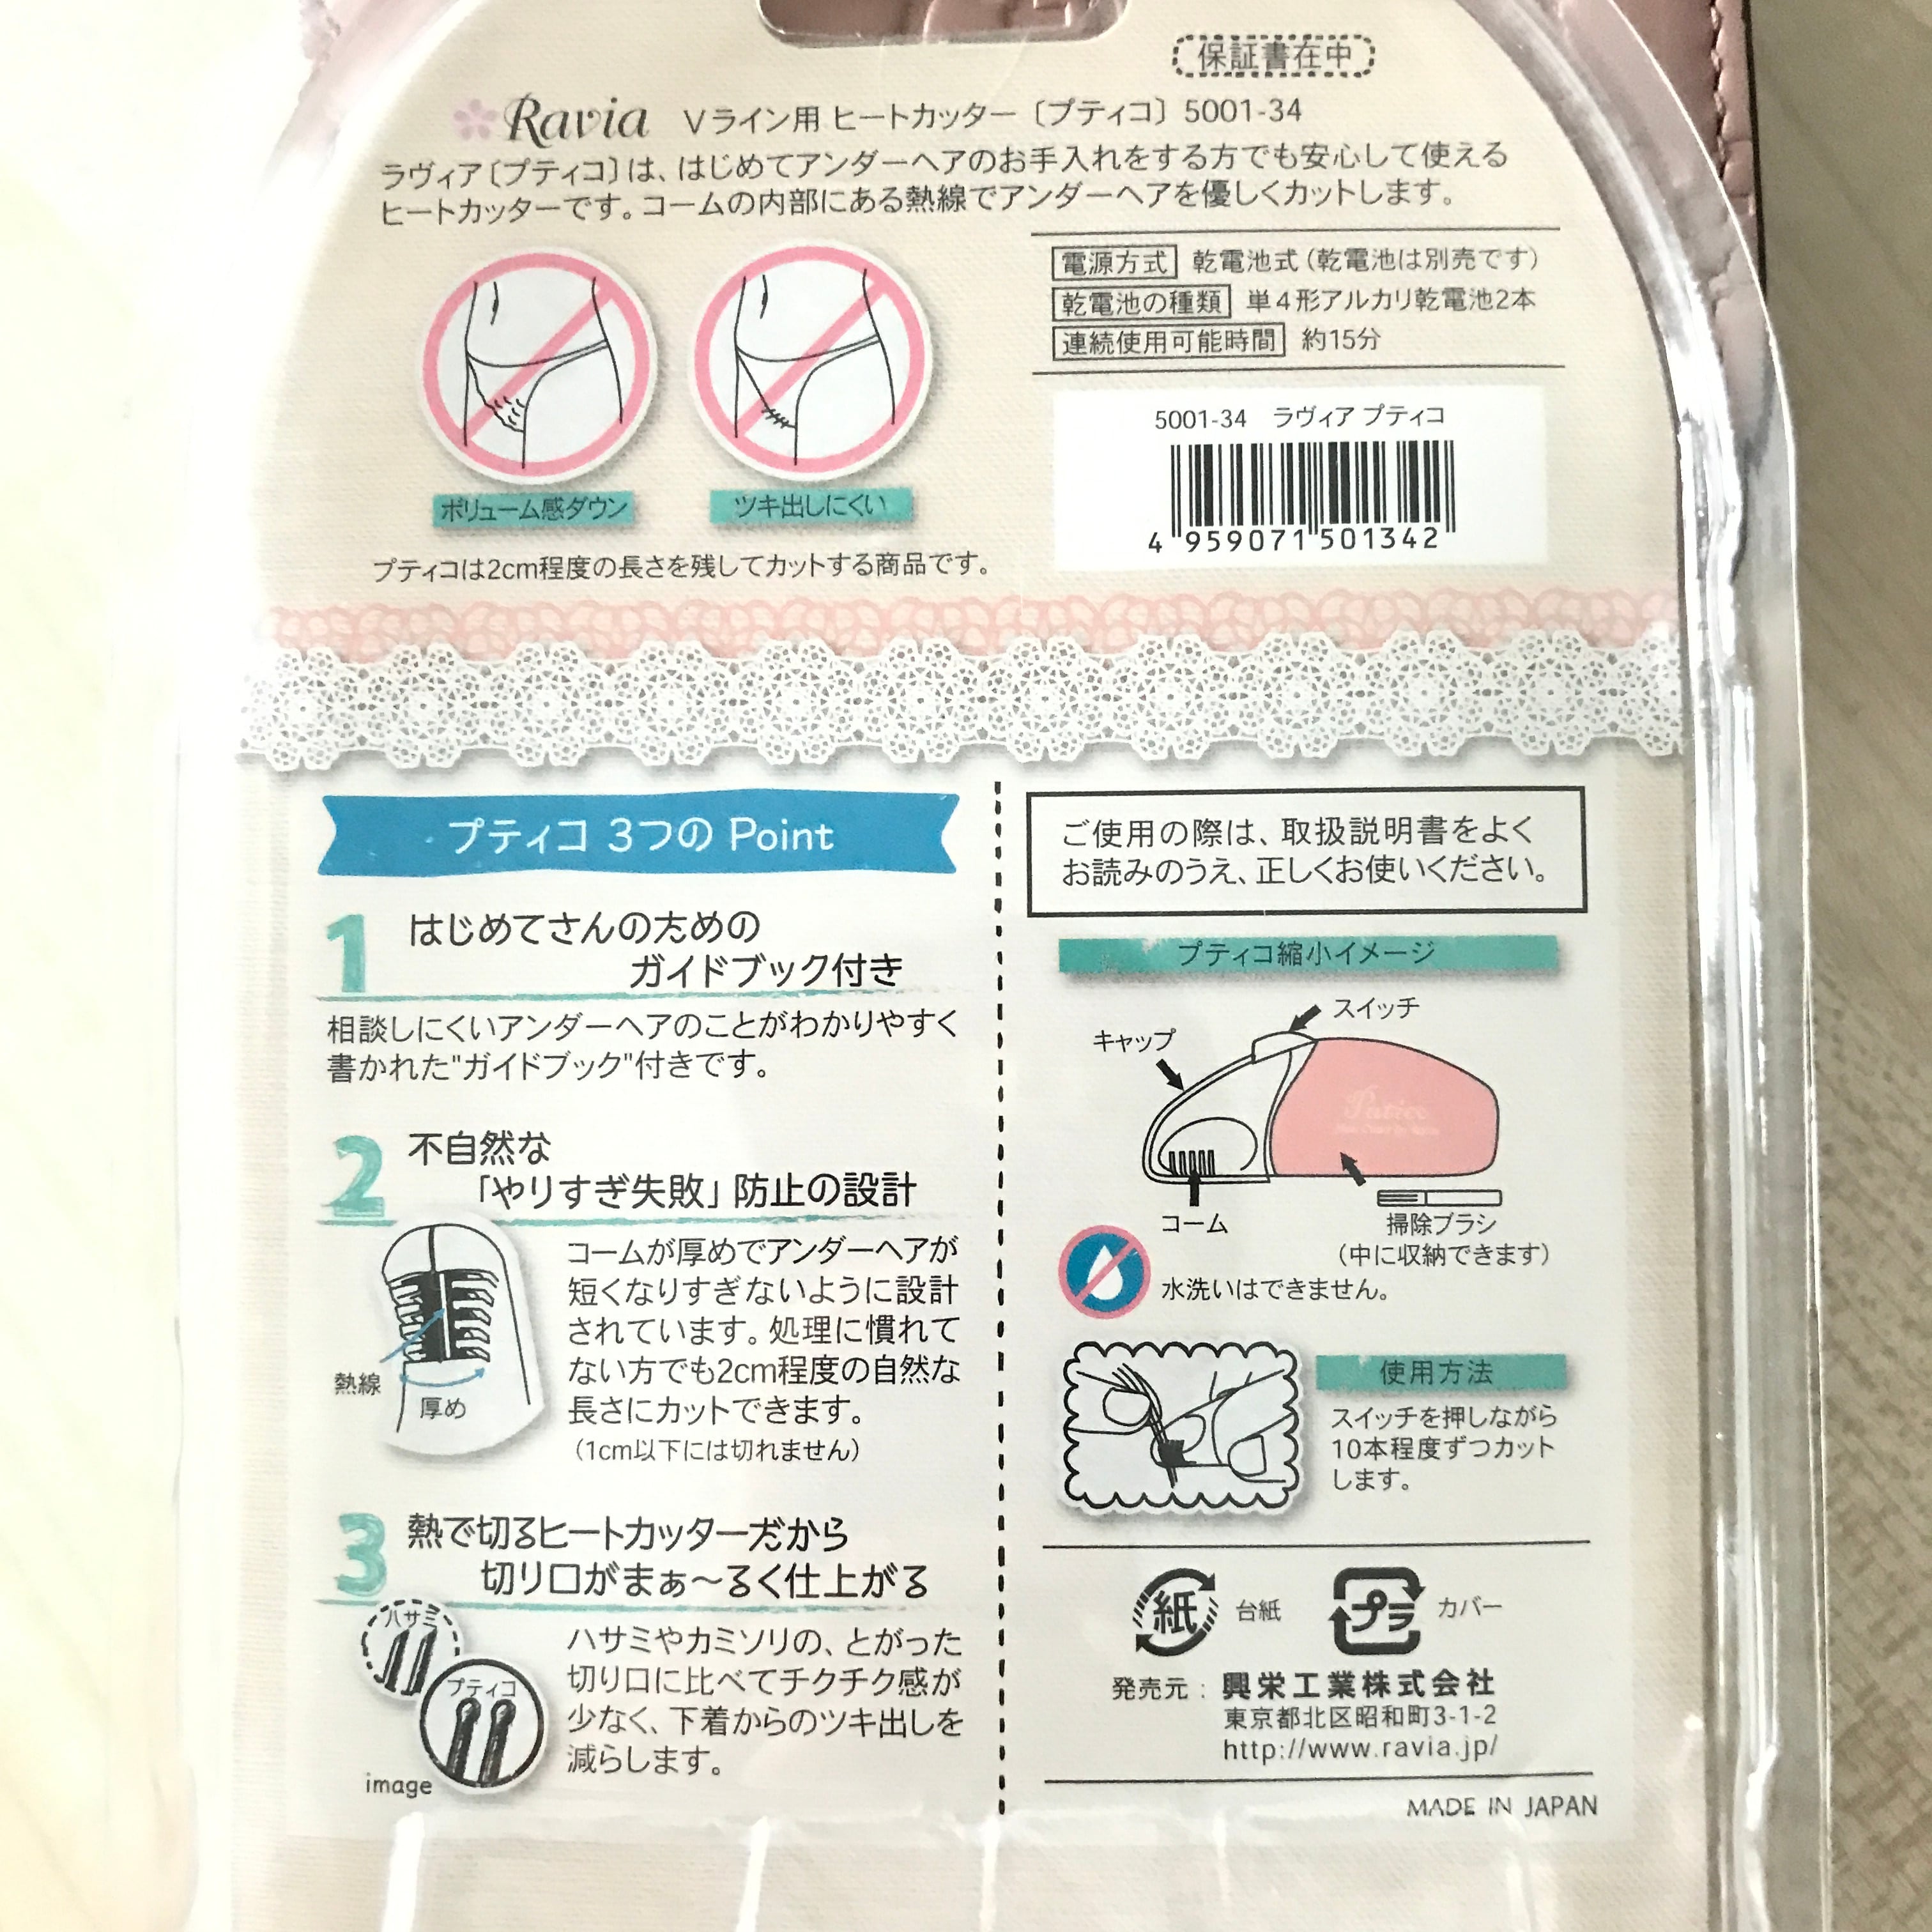 保証書在中
Ravia Vライン用 ヒートカッター〔プティコ〕5001-34
ラヴィア〔プティコ〕は、はじめてアンダーヘアのお手入れをする方でも安心して使える
ヒートカッターです。コームの内部にある熱線でアンダーヘアを優しくカットします。
電源方式 乾電池式(乾電池は別売です)
乾電池の種類 単4形アルカリ乾電池2本
連続使用可能時間 約15分
5001-34 ラヴィア プティコ
4 959071 501342
ボリューム感ダウン
ツキ出しにくい
プティコは2cm程度の長さを残してカットする商品です。
プティコ 3つの Point
1 はじめてさんのための
ガイドブック付き
相談しにくいアンダーヘアのことがわかりやすく
書かれた"ガイドブック"付きです。
2 不自然な
「やりすぎ失敗」防止の設計
コームが厚めでアンダーヘアが
短くなりすぎないように設計
されています。処理に慣れて
ない方でも2cm程度の自然な
長さにカットできます。
(1cm以下には切れません)
熱線
厚め
3 熱で切るヒートカッターだから
切り口がまぁ〜るく仕上がる
ハサミ
プティコ
image
ハサミやカミソリの、とがった
切り口に比べてチクチク感が
少なく、下着からのツキ出しを
減らします。
ご使用の際は、取扱説明書をよく
お読みのうえ、正しくお使いください。
プティコ縮小イメージ
スイッチ
キャップ
コーム
掃除ブラシ
(中に収納できます)
水洗いはできません。
使用方法
スイッチを押しながら
10本程度ずつカット
します。
紙 台紙 プラ カバー
発売元：興栄工業株式会社
東京都北区昭和町3-1-2
http://www.ravia.jp/
MADE IN JAPAN